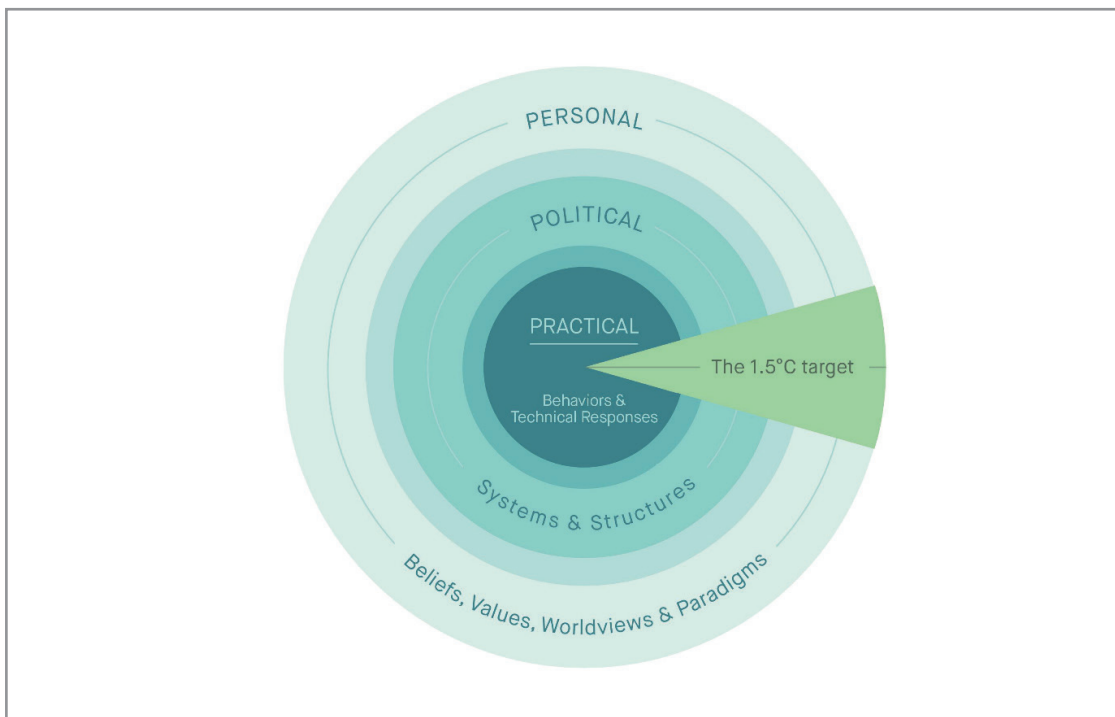 PERSONAL
POLITICAL
PRACTICAL
The 1.5°C target
Behaviors &
Technical Responses
Systems & Structures
Beliefs, Values, Worldviews & Paradigms